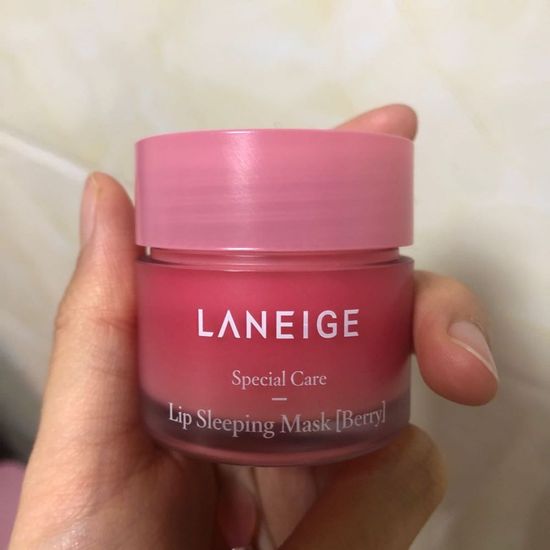 LANEIGE
Special Care
Lip Sleeping Mask [Berry]